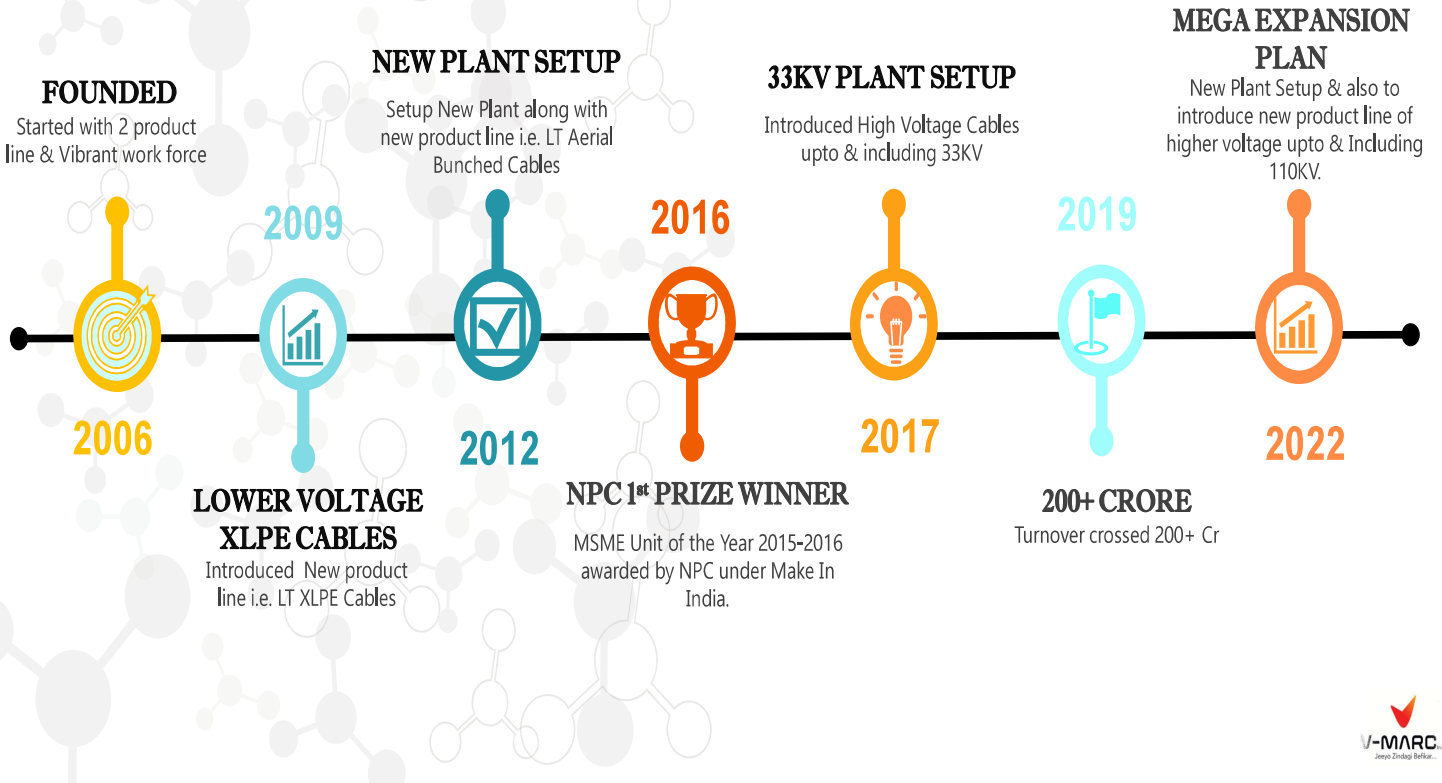 FOUNDED
Started with 2 product
line & Vibrant work force
2006
2009
LOWER VOLTAGE
XLPE CABLES
Introduced New product
line i.e. LT XLPE Cables
NEW PLANT SETUP
Setup New Plant along with
new product line i.e. LT Aerial
Bunched Cables
2012
2016
NPC 1st PRIZE WINNER
MSME Unit of the Year 2015-2016
awarded by NPC under Make In
India.
33KV PLANT SETUP
Introduced High Voltage Cables
upto & including 33KV
2017
2019
200+ CRORE
Turnover crossed 200+ Cr
MEGA EXPANSION
PLAN
New Plant Setup & also to
introduce new product line of
higher voltage upto & Including
110KV.
2022
V-MARC
Jeeyo Zindagi Befikar...